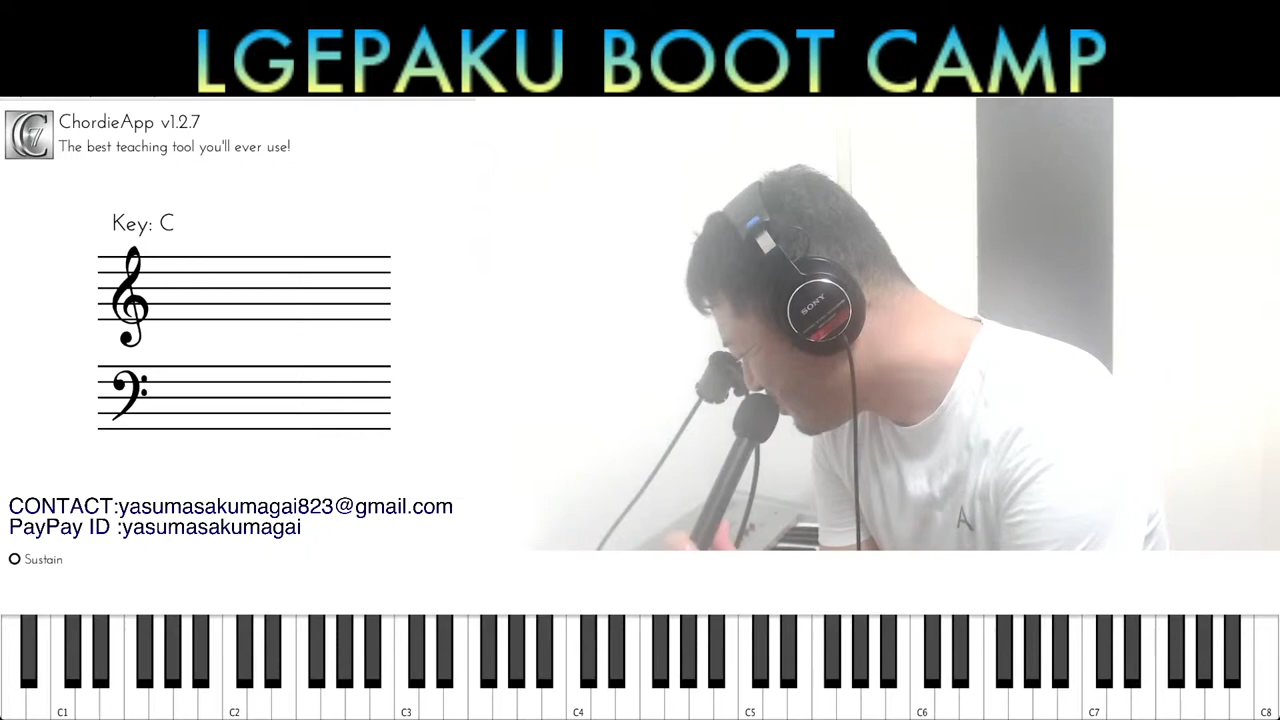 LGEPAKU BOOT CAMP
ChordieApp v1.2.7
The best teaching tool you'll ever use!
Key: C
SONY
A
CONTACT:yasumasakumagai823@gmail.com
PayPay ID :yasumasakumagai
Sustain
C1 C2 C3 C4 C5 C6 C7 C8